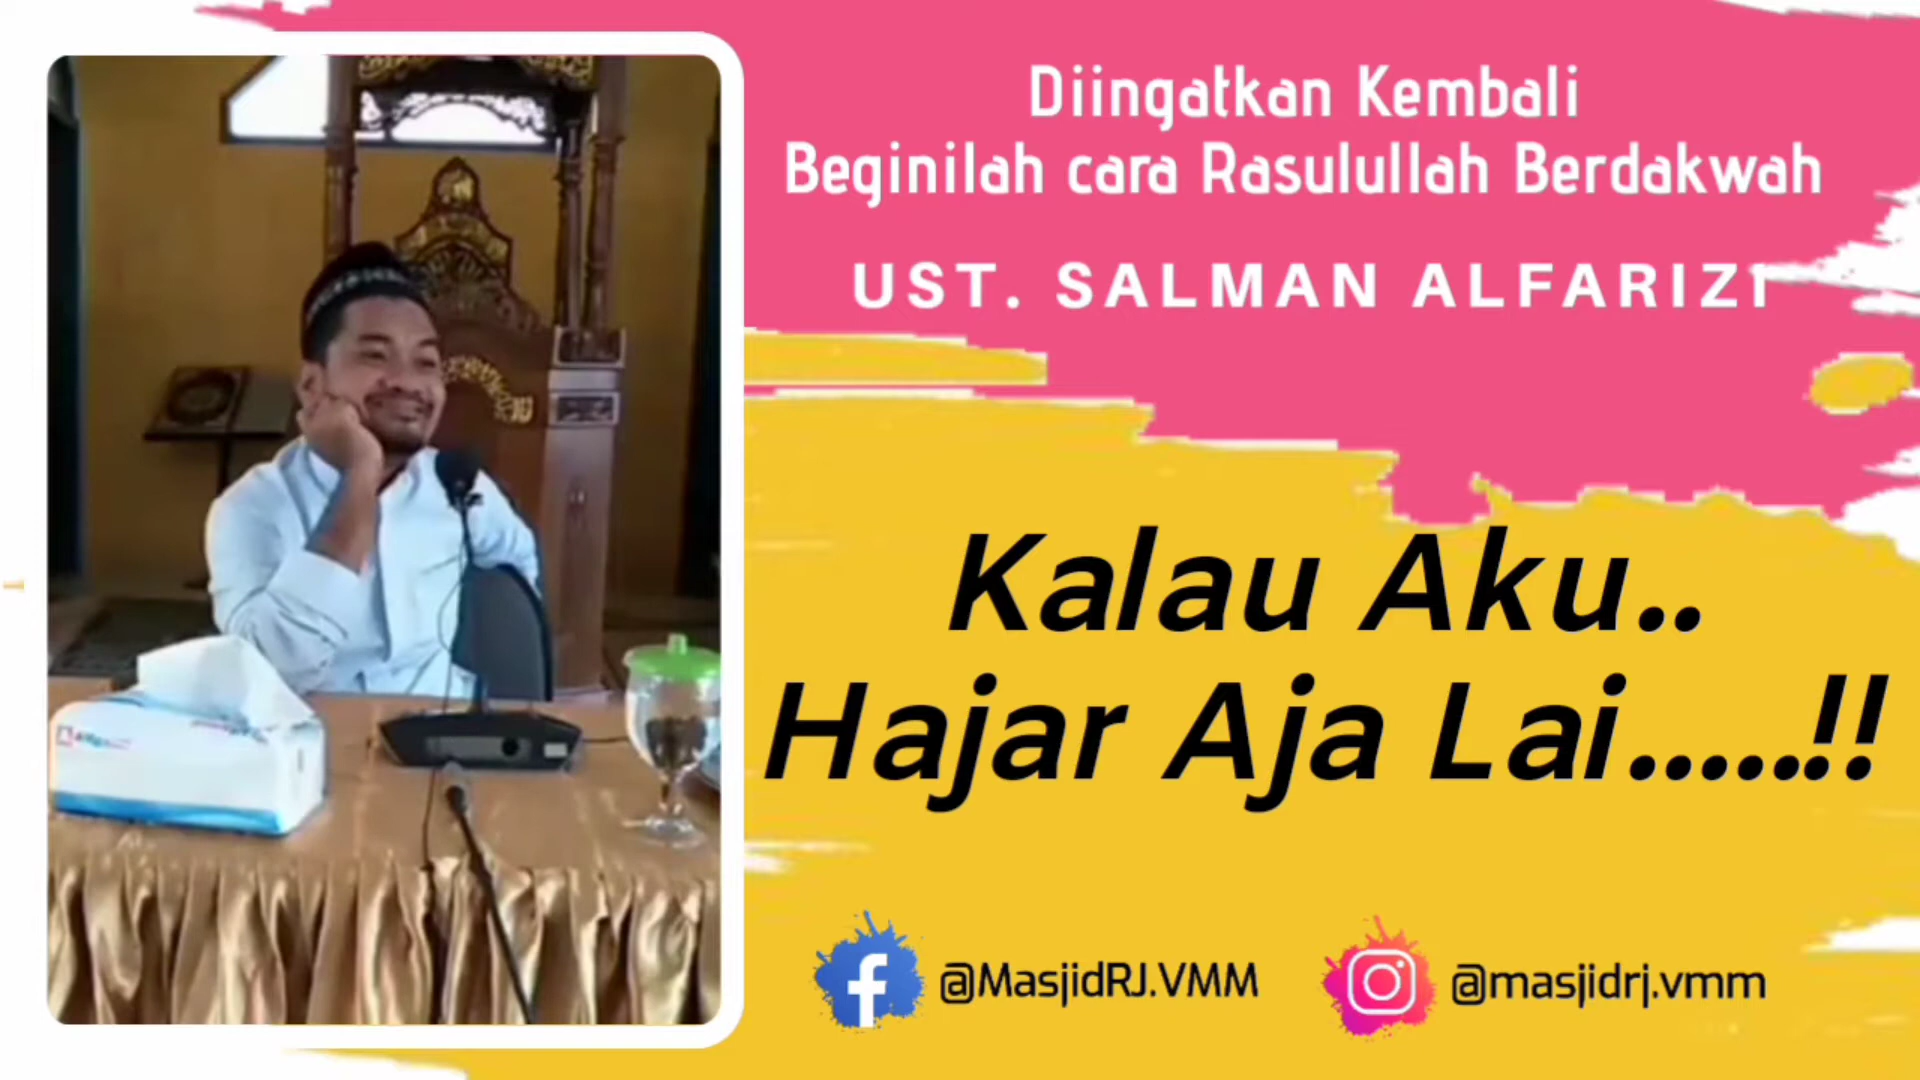 Diingatkan Kembali
Beginilah cara Rasulullah Berdakwah
UST. SALMAN ALFARIZI
Kalau Aku..
Hajar Aja Lai......!!
@MasjidRJ.VMM
@masjidrj.vmm